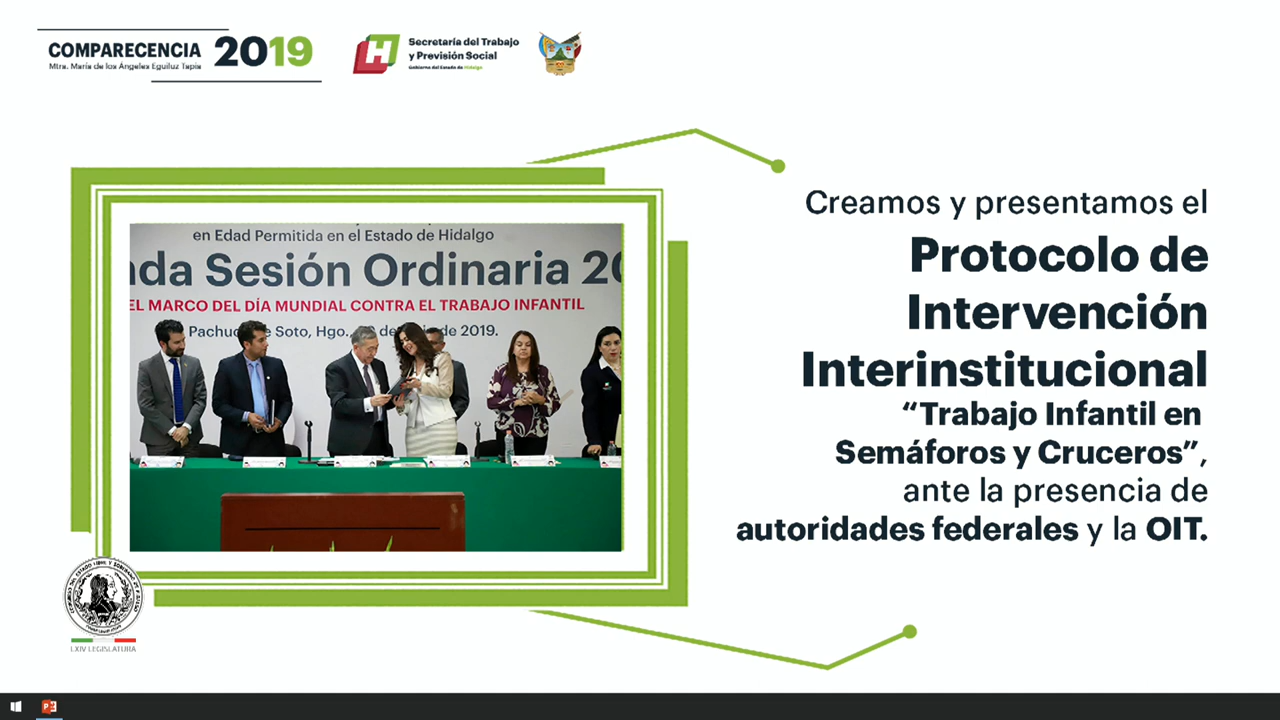 COMPARECENCIA 2019
Mtra. María de los Ángeles Eguiluz Tapia
Secretaría del Trabajo
y Previsión Social
Gobierno del Estado de Hidalgo
Creamos y presentamos el
Protocolo de
Intervención
Interinstitucional
“Trabajo Infantil en
Semáforos y Cruceros”,
ante la presencia de
autoridades federales y la OIT.
en Edad Permitida en el Estado de Hidalgo
Sesión Ordinaria
EL MARCO DEL DÍA MUNDIAL CONTRA EL TRABAJO INFANTIL
Soto, Hgo., de 2019.
LXIV LEGISLATURA